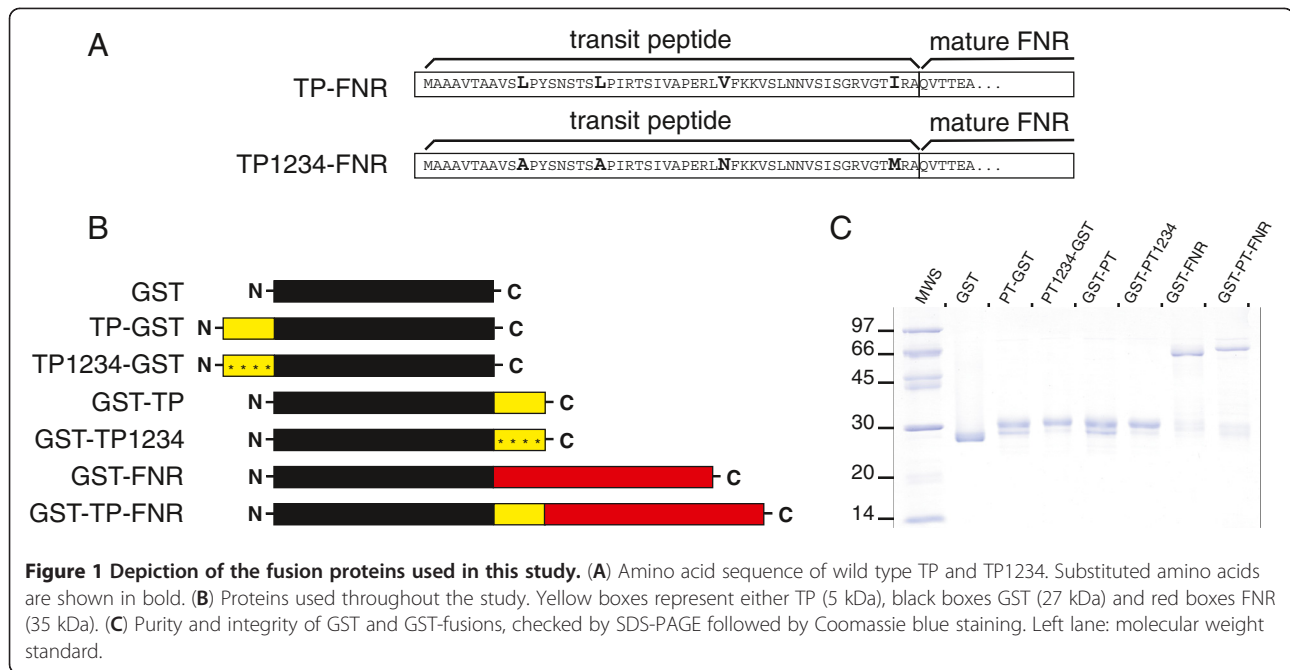 A
transit peptide
mature FNR
TP-FNR
MAAAVTAAVSLPYSNSTSLPIRTSIVAPERLVFKKVSLNNVSISGRVGTIRAQVTTEA...
transit peptide
mature FNR
TP1234-FNR
MAAAVTAAVSAPYSNSTSAPIRTSIVAPERLNFKKVSLNNVSISGRVGTMRAQVTTEA...
B
GST N C
TP-GST N C
TP1234-GST N **** C
GST-TP N C
GST-TP1234 N **** C
GST-FNR N C
GST-TP-FNR N C
C
MWS GST PT-GST PT1234-GST GST-PT GST-PT1234 GST-FNR GST-PT-FNR
97
66
45
30
20
14
Figure 1 Depiction of the fusion proteins used in this study. (A) Amino acid sequence of wild type TP and TP1234. Substituted amino acids
are shown in bold. (B) Proteins used throughout the study. Yellow boxes represent either TP (5 kDa), black boxes GST (27 kDa) and red boxes FNR
(35 kDa). (C) Purity and integrity of GST and GST-fusions, checked by SDS-PAGE followed by Coomassie blue staining. Left lane: molecular weight
standard.